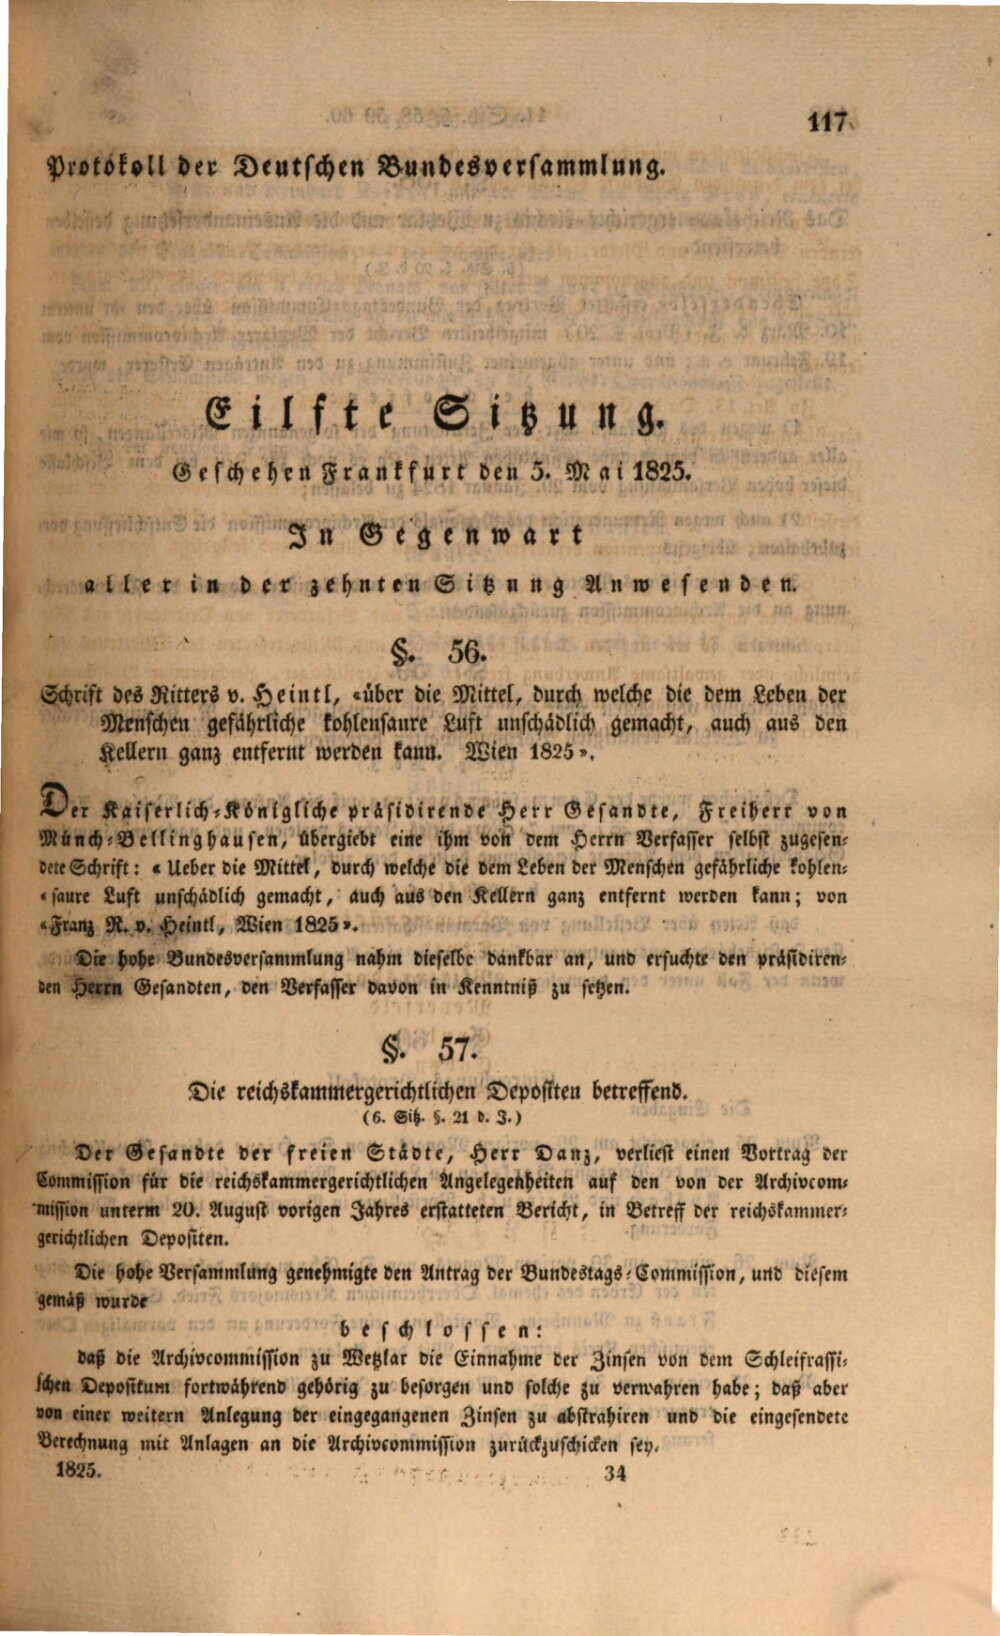 117
Protokoll der Deutschen Bundesversammlung.
Eilfte Sitzung.
Geschehen Frankfurt den 5. Mai 1825.
In Gegenwart
aller in der zehnten Sitzung Anwesenden.
§. 56.
Schrift des Ritters v. Heintl, «über die Mittel, durch welche die dem Leben der
Menschen gefährliche kohlensaure Luft unschädlich gemacht, auch aus den
Kellern ganz entfernt werden kann. Wien 1825».
Der Kaiserlich-Königliche präsidirende Herr Gesandte, Freiherr von
Münch-Bellinghausen, übergiebt eine ihm von dem Herrn Verfasser selbst zugesen-
dete Schrift: «Ueber die Mittel, durch welche die dem Leben der Menschen gefährliche kohlen-
«saure Luft unschädlich gemacht, auch aus den Kellern ganz entfernt werden kann; von
«Franz R. v. Heintl, Wien 1825».
Die hohe Bundesversammlung nahm dieselbe dankbar an, und ersuchte den präsidiren-
den Herrn Gesandten, den Verfasser davon in Kenntniß zu setzen.
§. 57.
Die reichskammergerichtlichen Depositen betreffend.
(6. Sitz. §. 21 d. J.)
Der Gesandte der freien Städte, Herr Danz, verliest einen Vortrag der
Commission für die reichskammergerichtlichen Angelegenheiten auf den von der Archivcom-
mission unterm 20. August vorigen Jahres erstatteten Bericht, in Betreff der reichskammer-
gerichtlichen Depositen.
Die hohe Versammlung genehmigte den Antrag der Bundestags-Commission, und diesem
gemäß wurde
beschlossen:
daß die Archivcommission zu Wetzlar die Einnahme der Zinsen von dem Schleifrassi-
schen Depositum fortwährend gehörig zu besorgen und solche zu verwahren habe; daß aber
von einer weitern Anlegung der eingegangenen Zinsen zu abstrahiren und die eingesendete
Berechnung mit Anlagen an die Archivcommission zurückzuschicken sey.
1825.
34